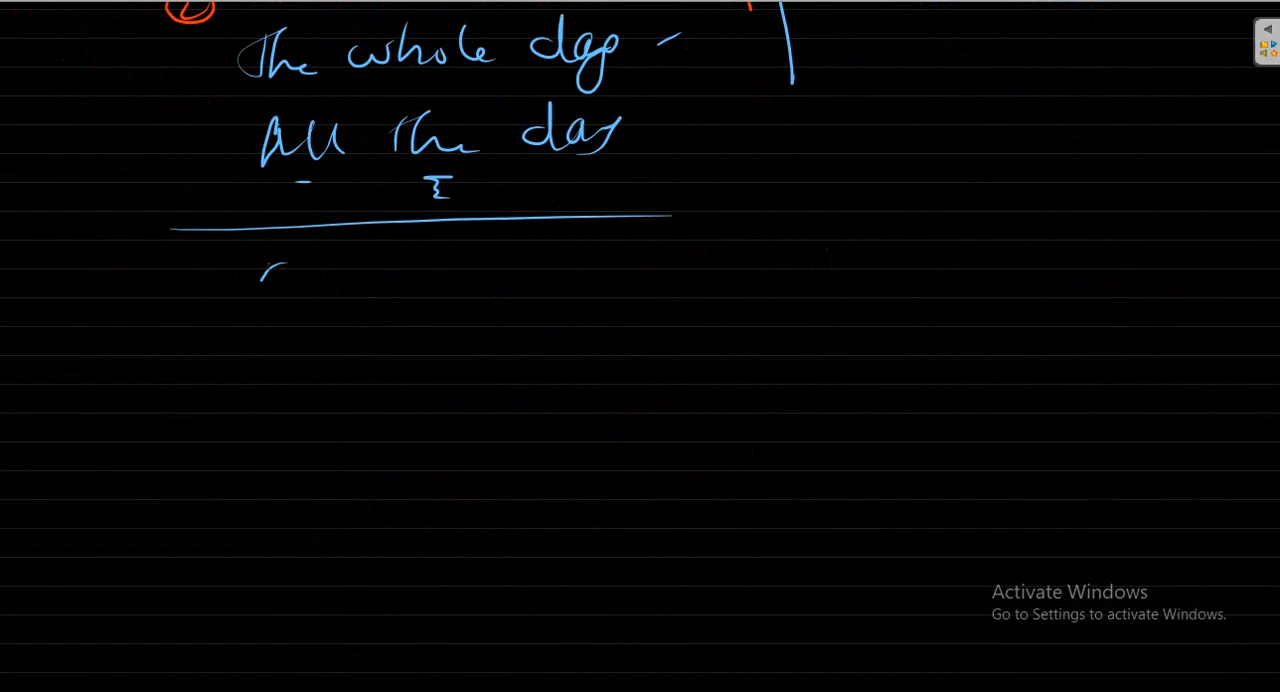 The whole day -
All the day
Activate Windows
Go to Settings to activate Windows.